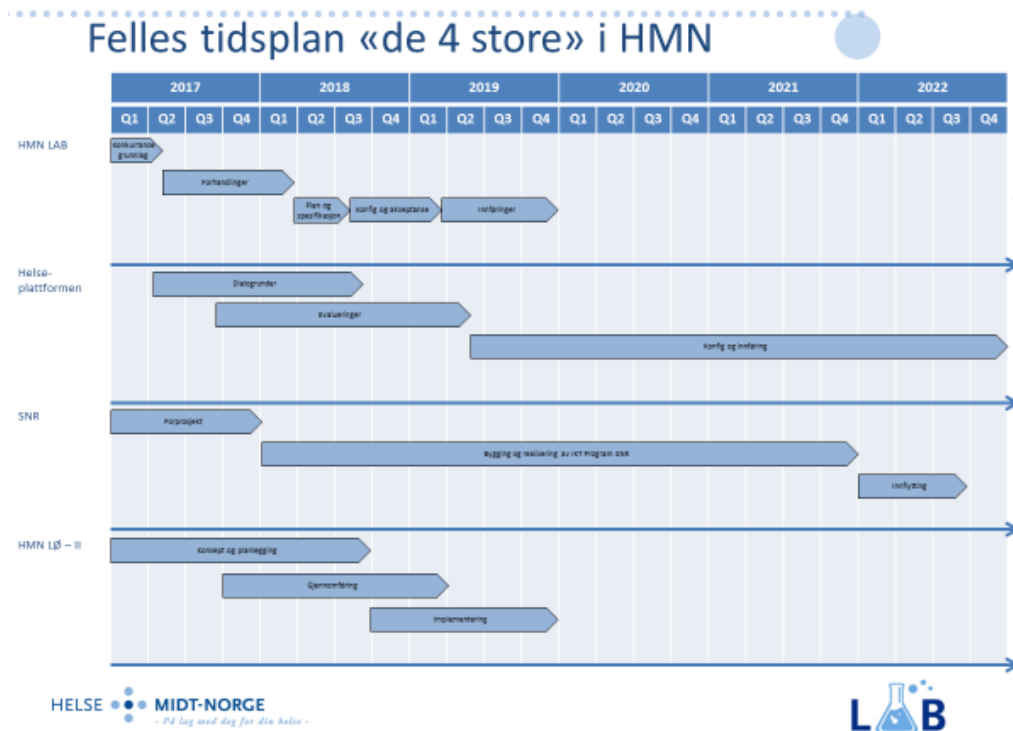 Felles tidsplan «de 4 store» i HMN
2017 2018 2019 2020 2021 2022
Q1 Q2 Q3 Q4 Q1 Q2 Q3 Q4 Q1 Q2 Q3 Q4 Q1 Q2 Q3 Q4 Q1 Q2 Q3 Q4 Q1 Q2 Q3 Q4
HMN LAB
Konkurranse
grunnlag
Forhandlinger
Plan og
spesifikasjon
Konfig og akseptanse
Innføringer
Helse-
plattformen
Dialogrunder
Evalueringer
Konfig og innføring
SNR
Forprosjekt
Bygging og realisering av IKT Program SNR
Innflytting
HMN LØ – II
Konsept og planlegging
Gjennomføring
Implementering
HELSE MIDT-NORGE
- På lag med deg for din helse -
LAB